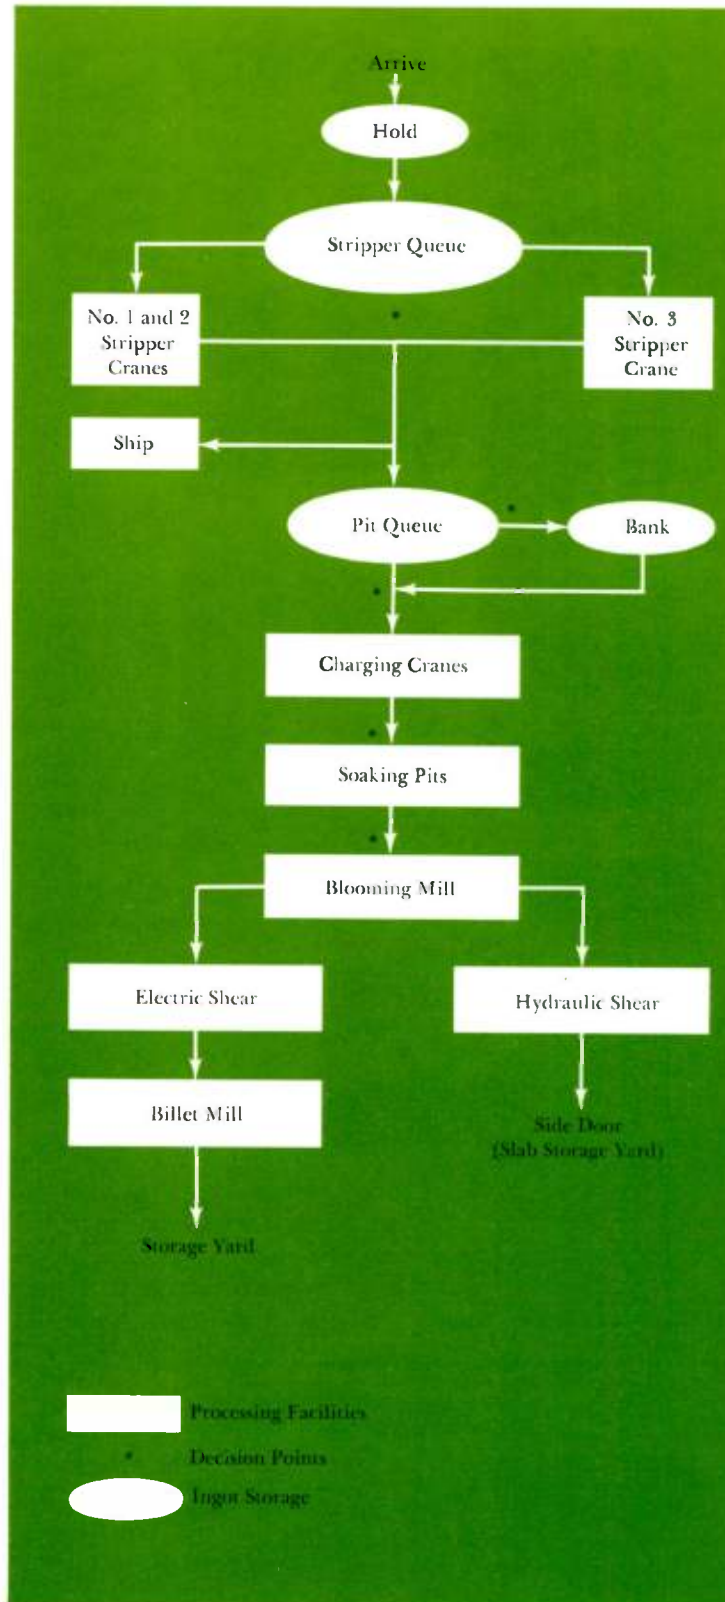 Arrive
Hold
Stripper Queue
No. 1 and 2
Stripper
Cranes
No. 3
Stripper
Crane
Ship
Pit Queue
Bank
Charging Cranes
Soaking Pits
Blooming Mill
Electric Shear
Hydraulic Shear
Billet Mill
Side Door
(Slab Storage Yard)
Storage Yard
Processing Facilities
Decision Points
Ingot Storage